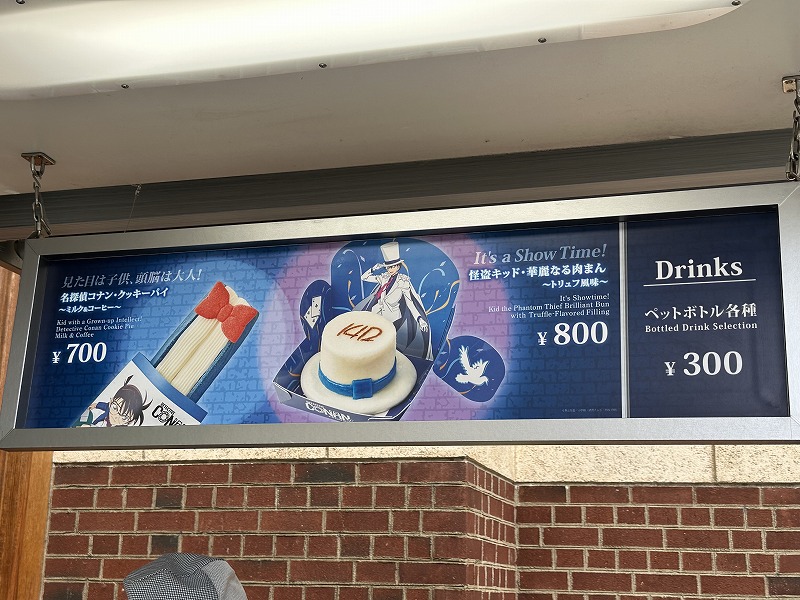 見た目は子供、頭脳は大人!
名探偵コナン・クッキーパイ
～ミルク&コーヒー～
Kid with a Grown-up Intellect!
Detective Conan Cookie Pie
Milk & Coffee
¥ 700
CONAN
KID
CONAN
It's a Show Time!
怪盗キッド・華麗なる肉まん
～トリュフ風味～
It's Showtime!
Kid the Phantom Thief Brilliant Bun
with Truffle-Flavored Filling
¥ 800
Drinks
ペットボトル各種
Bottled Drink Selection
¥ 300